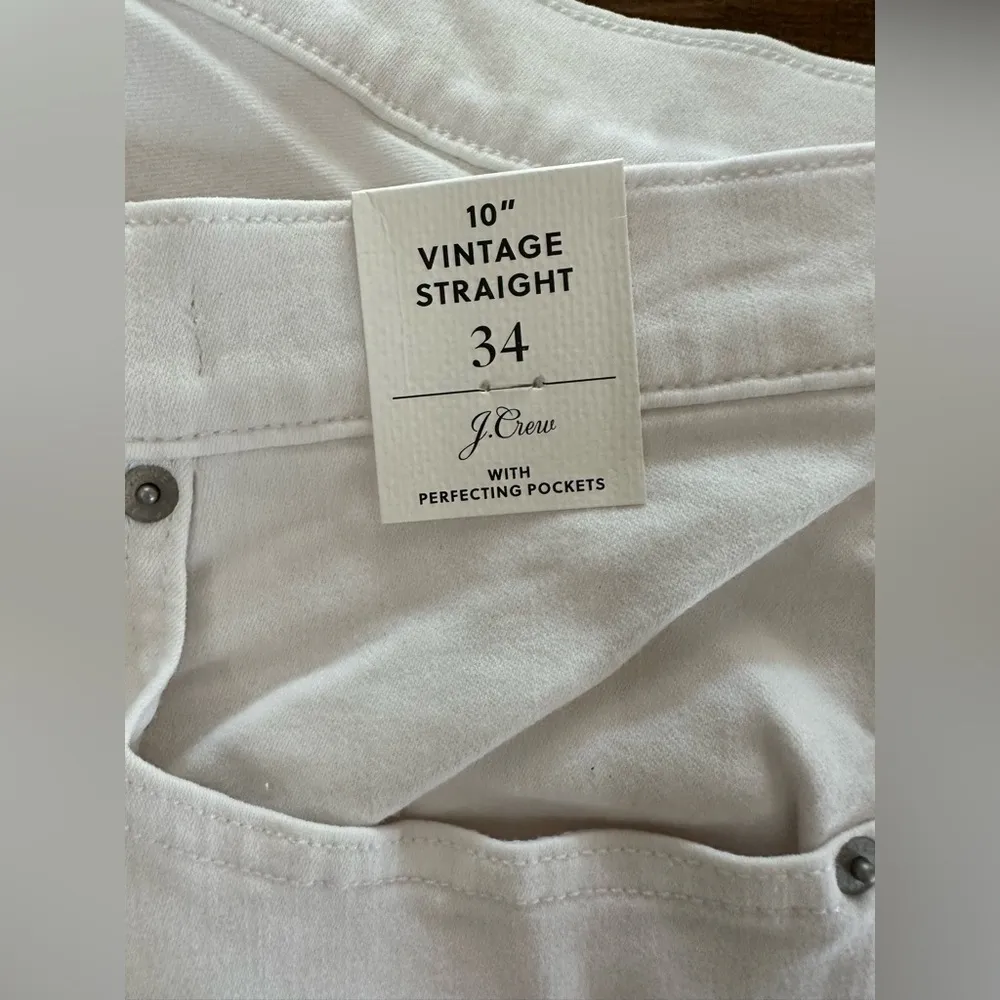 10"
VINTAGE
STRAIGHT
34
J.Crew
WITH
PERFECTING POCKETS